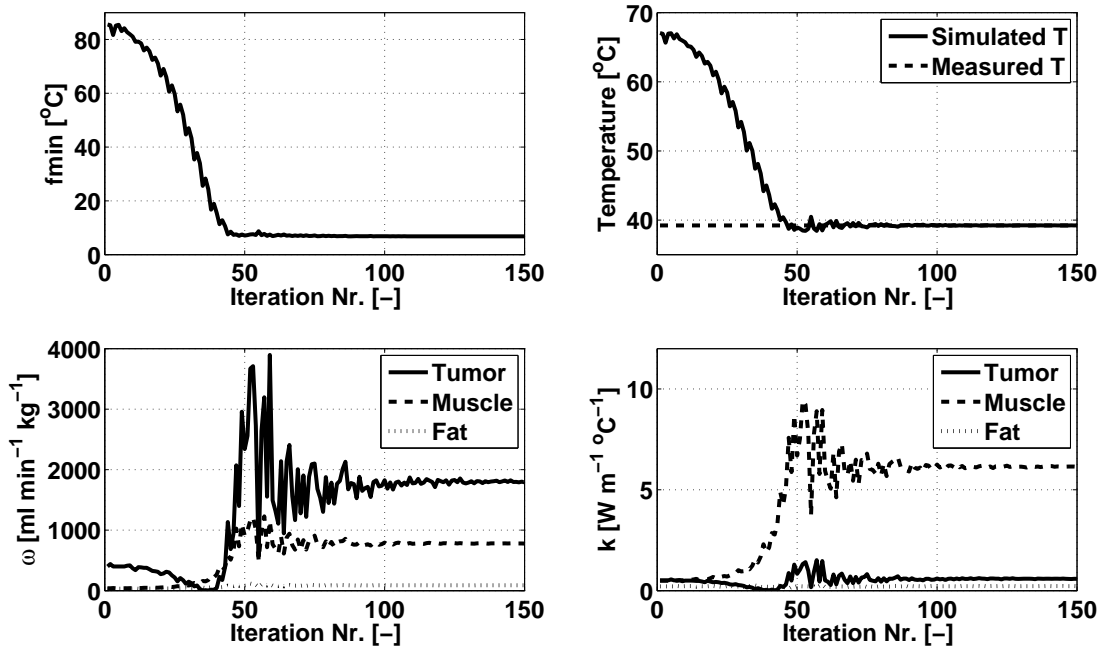 80
60
40
20
0
0
50
100
150
fmin [°C]
Iteration Nr. [–]
70
60
50
40
0
50
100
150
Temperature [°C]
Iteration Nr. [–]
Simulated T
Measured T
4000
3000
2000
1000
0
0
50
100
150
ω [ml min⁻¹ kg⁻¹]
Iteration Nr. [–]
Tumor
Muscle
Fat
10
5
0
0
50
100
150
k [W m⁻¹ °C⁻¹]
Iteration Nr. [–]
Tumor
Muscle
Fat